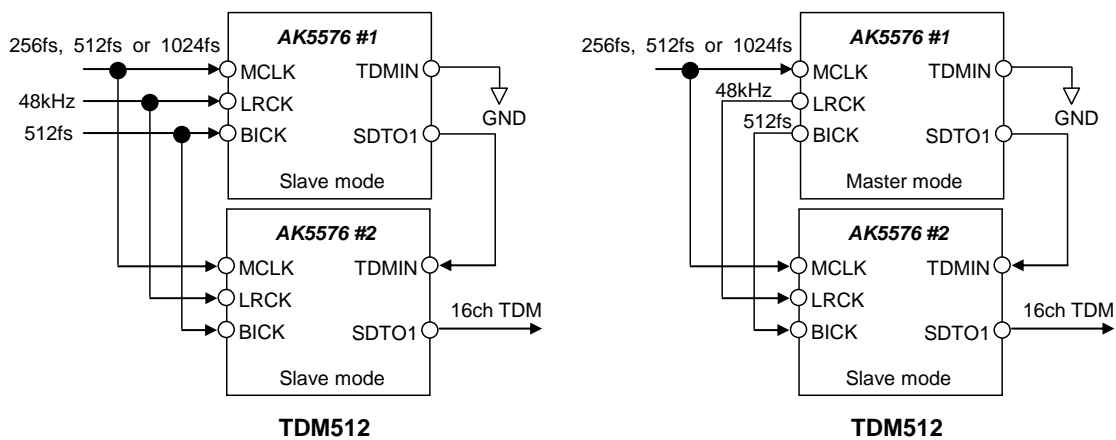 AK5576 #1
256fs, 512fs or 1024fs
MCLK
TDMIN
48kHz
LRCK
GND
512fs
BICK
SDTO1
Slave mode
AK5576 #2
MCLK
TDMIN
LRCK
16ch TDM
BICK
SDTO1
Slave mode
TDM512
AK5576 #1
256fs, 512fs or 1024fs
MCLK
TDMIN
48kHz
LRCK
GND
512fs
BICK
SDTO1
Master mode
AK5576 #2
MCLK
TDMIN
LRCK
16ch TDM
BICK
SDTO1
Slave mode
TDM512